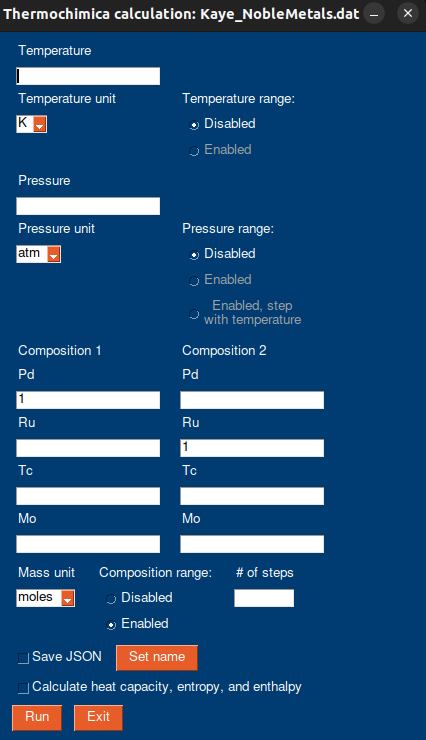 Thermochimica calculation: Kaye_NobleMetals.dat
Temperature
Temperature unit Temperature range:
K Disabled
Enabled
Pressure
Pressure unit Pressure range:
atm Disabled
Enabled
Enabled, step
with temperature
Composition 1 Composition 2
Pd Pd
1
Ru Ru
1
Tc Tc
Mo Mo
Mass unit Composition range: # of steps
moles Disabled
Enabled
Save JSON Set name
Calculate heat capacity, entropy, and enthalpy
Run Exit